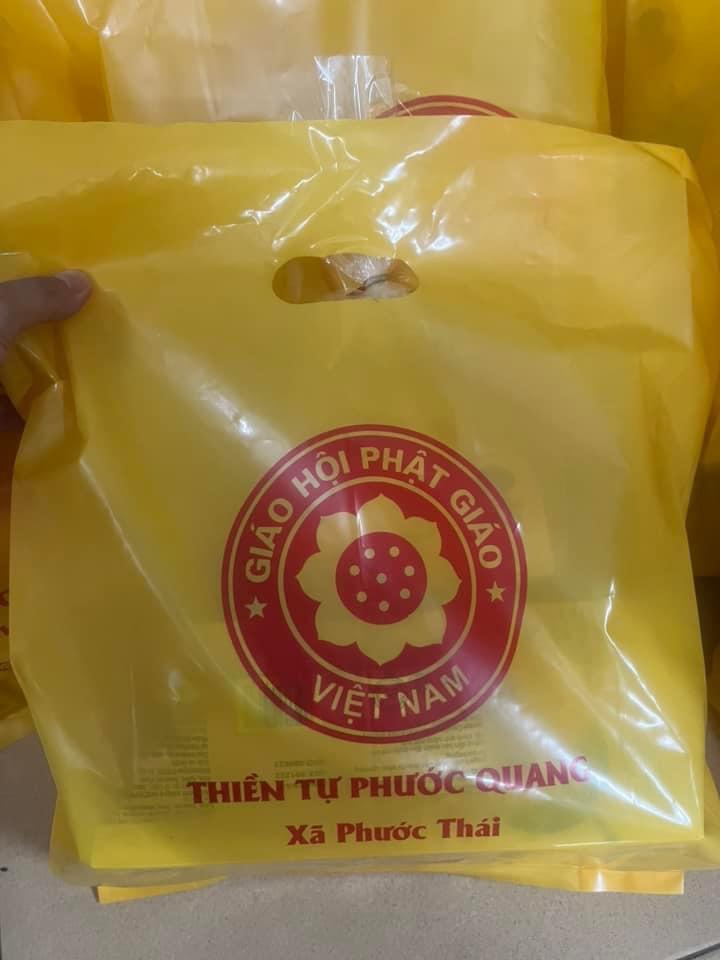 GIÁO HỘI PHẬT GIÁO
VIỆT NAM
THIỀN TỰ PHƯỚC QUANG
Xã Phước Thái